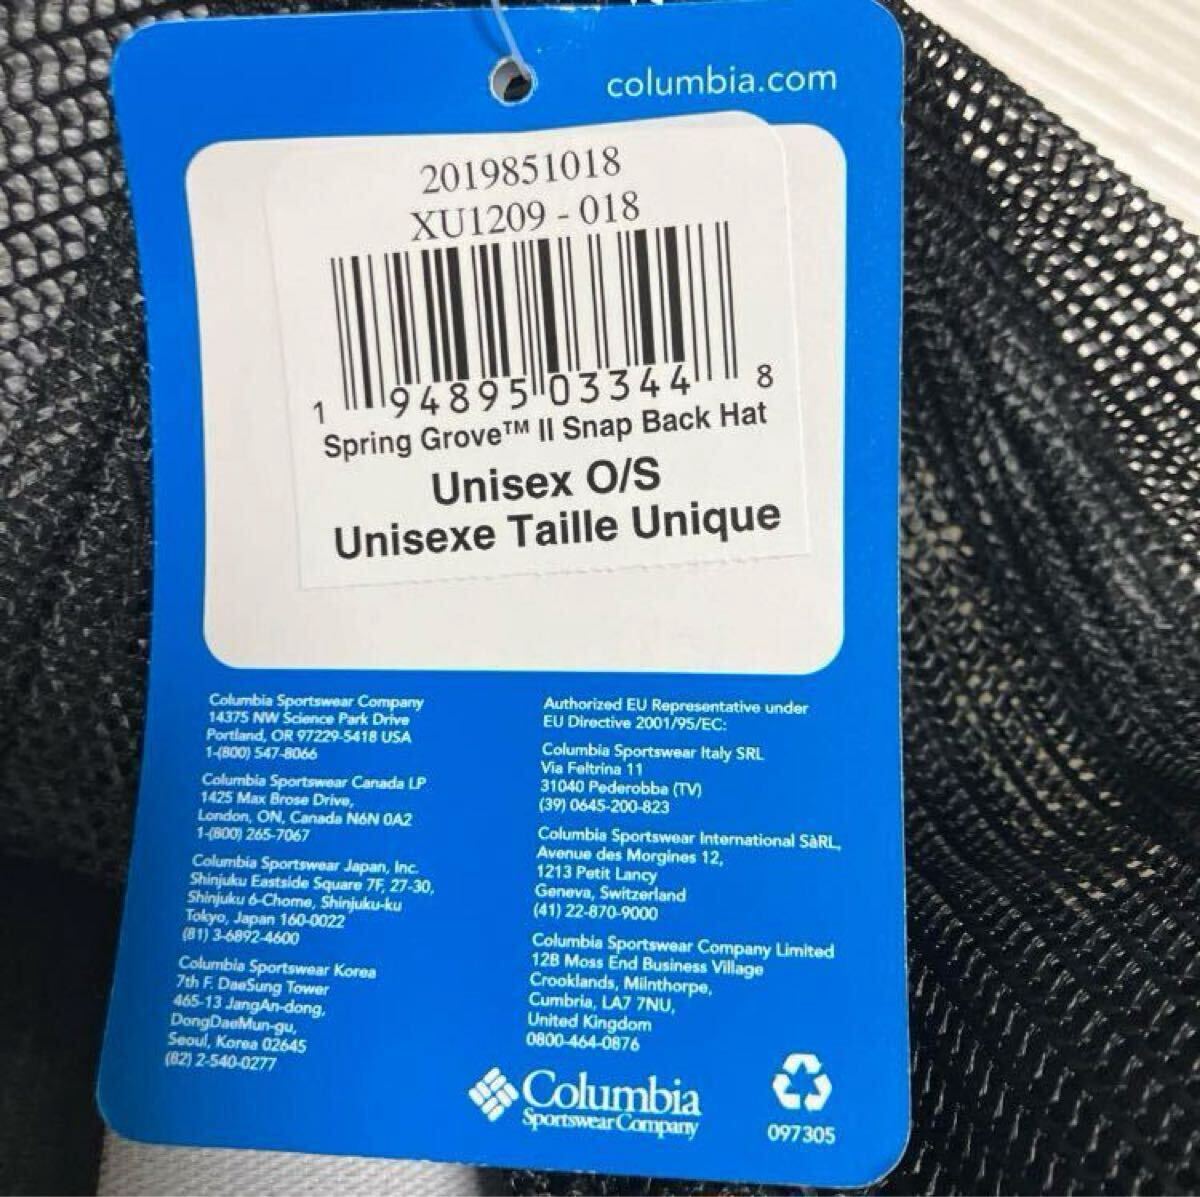 columbia.com
2019851018
XU1209 - 018
1 94895 03344 8
Spring Grove™ II Snap Back Hat
Unisex O/S
Unisexe Taille Unique
Columbia Sportswear Company
14375 NW Science Park Drive
Portland, OR 97229-5418 USA
1-(800) 547-8066
Columbia Sportswear Canada LP
1425 Max Brose Drive,
London, ON, Canada N6N 0A2
1-(800) 265-7067
Columbia Sportswear Japan, Inc.
Shinjuku Eastside Square 7F, 27-30,
Shinjuku 6-Chome, Shinjuku-ku
Tokyo, Japan 160-0022
(81) 3-6892-4600
Columbia Sportswear Korea
7th F. DaeSung Tower
465-13 JangAn-dong,
DongDaeMun-gu,
Seoul, Korea 02645
(82) 2-540-0277
Authorized EU Representative under
EU Directive 2001/95/EC:
Columbia Sportswear Italy SRL
Via Feltrina 11
31040 Pederobba (TV)
(39) 0645-200-823
Columbia Sportswear International SàRL,
Avenue des Morgines 12,
1213 Petit Lancy
Geneva, Switzerland
(41) 22-870-9000
Columbia Sportswear Company Limited
12B Moss End Business Village
Crooklands, Milnthorpe,
Cumbria, LA7 7NU,
United Kingdom
0800-464-0876
Columbia
Sportswear Company
097305